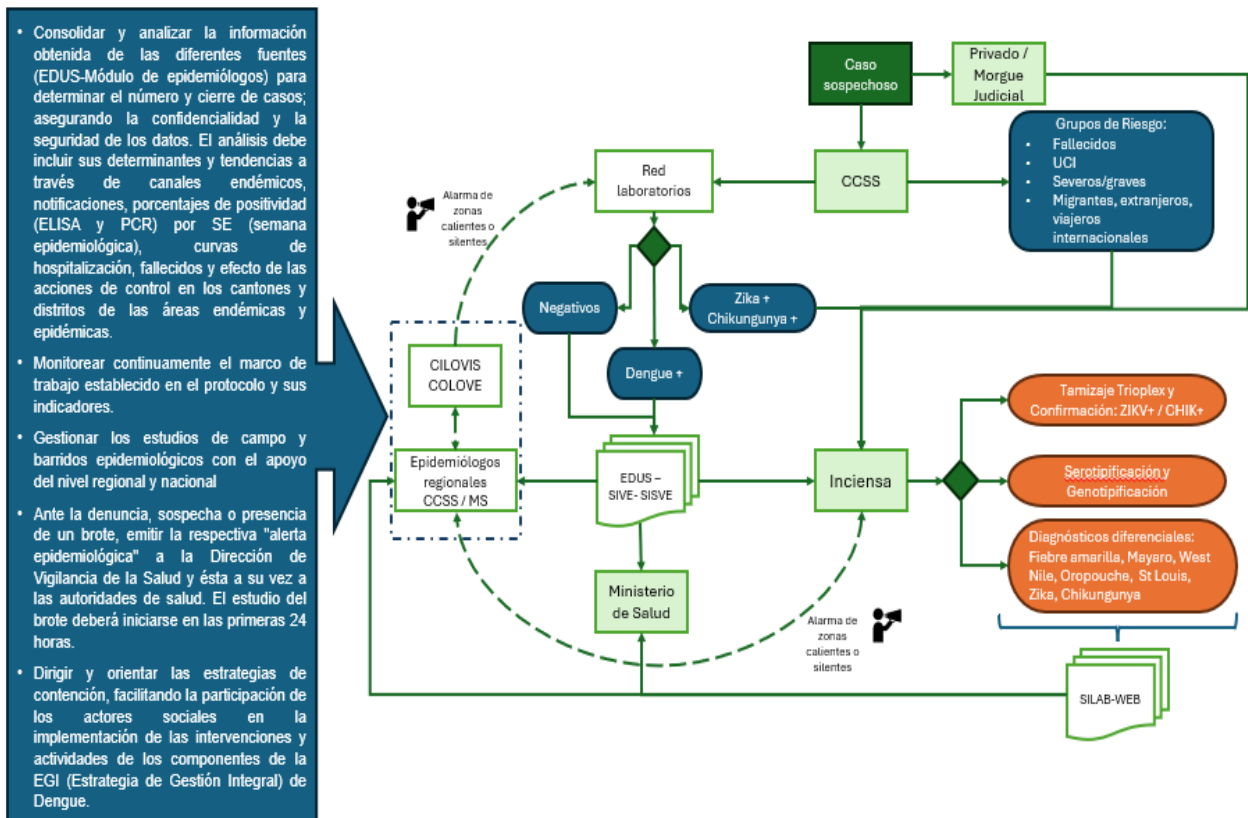 • Consolidar y analizar la información
obtenida de las diferentes fuentes
(EDUS-Módulo de epidemiólogos) para
determinar el número y cierre de casos;
asegurando la confidencialidad y la
seguridad de los datos. El análisis debe
incluir sus determinantes y tendencias a
través de canales endémicos,
notificaciones, porcentajes de positividad
(ELISA y PCR) por SE (semana
epidemiológica), curvas de
hospitalización, fallecidos y efecto de las
acciones de control en los cantones y
distritos de las áreas endémicas y
epidémicas.
• Monitorear continuamente el marco de
trabajo establecido en el protocolo y sus
indicadores.
• Gestionar los estudios de campo y
barridos epidemiológicos con el apoyo
del nivel regional y nacional
• Ante la denuncia, sospecha o presencia
de un brote, emitir la respectiva "alerta
epidemiológica" a la Dirección de
Vigilancia de la Salud y ésta a su vez a
las autoridades de salud. El estudio del
brote deberá iniciarse en las primeras 24
horas.
• Dirigir y orientar las estrategias de
contención, facilitando la participación de
los actores sociales en la
implementación de las intervenciones y
actividades de los componentes de la
EGI (Estrategia de Gestión Integral) de
Dengue.
Caso
sospechoso
Privado /
Morgue
Judicial
Grupos de Riesgo:
• Fallecidos
• UCI
• Severos/graves
• Migrantes, extranjeros,
viajeros
internacionales
Red
laboratorios
CCSS
Alarma de
zonas
calientes o
silentes
Negativos
Zika +
Chikungunya +
Dengue +
CILOVIS
COLOVE
Epidemiólogos
regionales
CCSS / MS
EDUS –
SIVE- SISVE
Inciensa
Tamizaje Trioplex y
Confirmación: ZIKV+ / CHIK+
Serotipificación y
Genotipificación
Diagnósticos diferenciales:
Fiebre amarilla, Mayaro, West
Nile, Oropouche, St Louis,
Zika, Chikungunya
Ministerio
de Salud
Alarma de
zonas
calientes o
silentes
SILAB-WEB